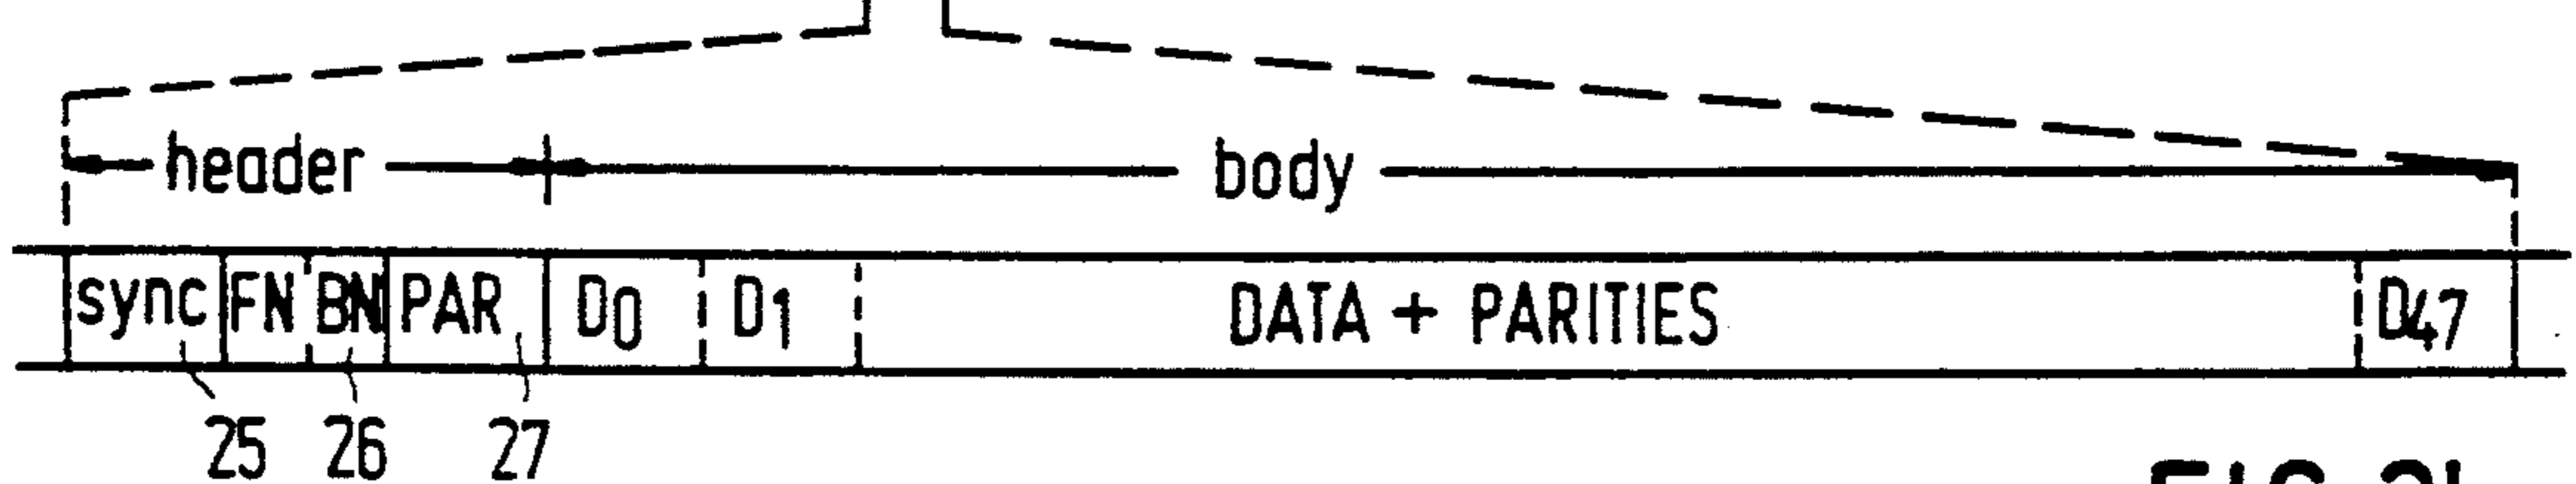 header body
sync FN BN PAR D0 D1 DATA + PARITIES D47
25 26 27